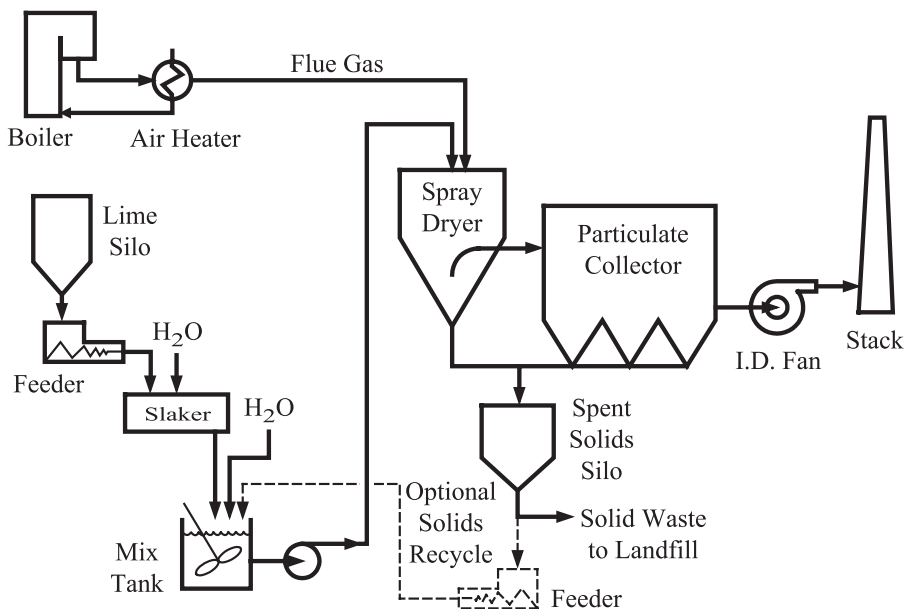 Flue Gas
Boiler
Air Heater
Spray
Dryer
Lime
Silo
Particulate
Collector
H₂O
Feeder
I.D. Fan
Stack
Slaker
H₂O
Spent
Solids
Silo
Optional
Solids
Recycle
Solid Waste
to Landfill
Mix
Tank
Feeder